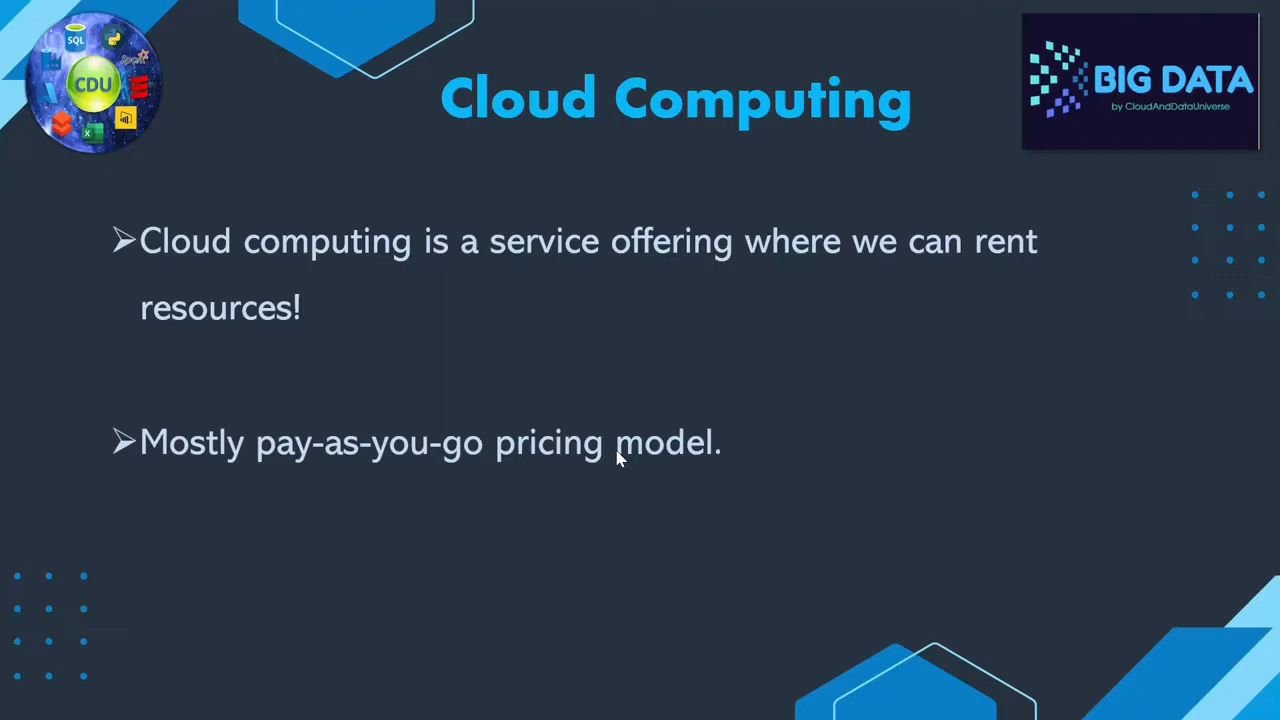 SQL
Spark
CDU
Cloud Computing
BIG DATA
by CloudAndDataUniverse
➢Cloud computing is a service offering where we can rent
resources!
➢Mostly pay-as-you-go pricing model.